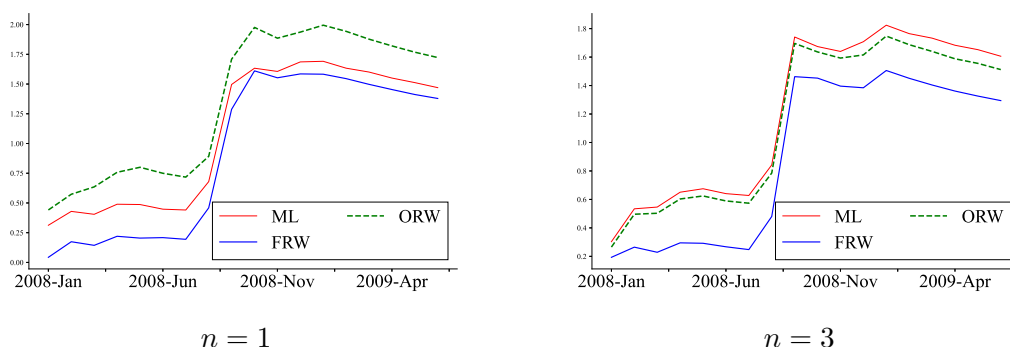 2.00
1.75
1.50
1.25
1.00
0.75
0.50
0.25
0.00
ML
ORW
FRW
2008-Jan 2008-Jun 2008-Nov 2009-Apr
n = 1
1.8
1.6
1.4
1.2
1.0
0.8
0.6
0.4
0.2
ML
ORW
FRW
2008-Jan 2008-Jun 2008-Nov 2009-Apr
n = 3